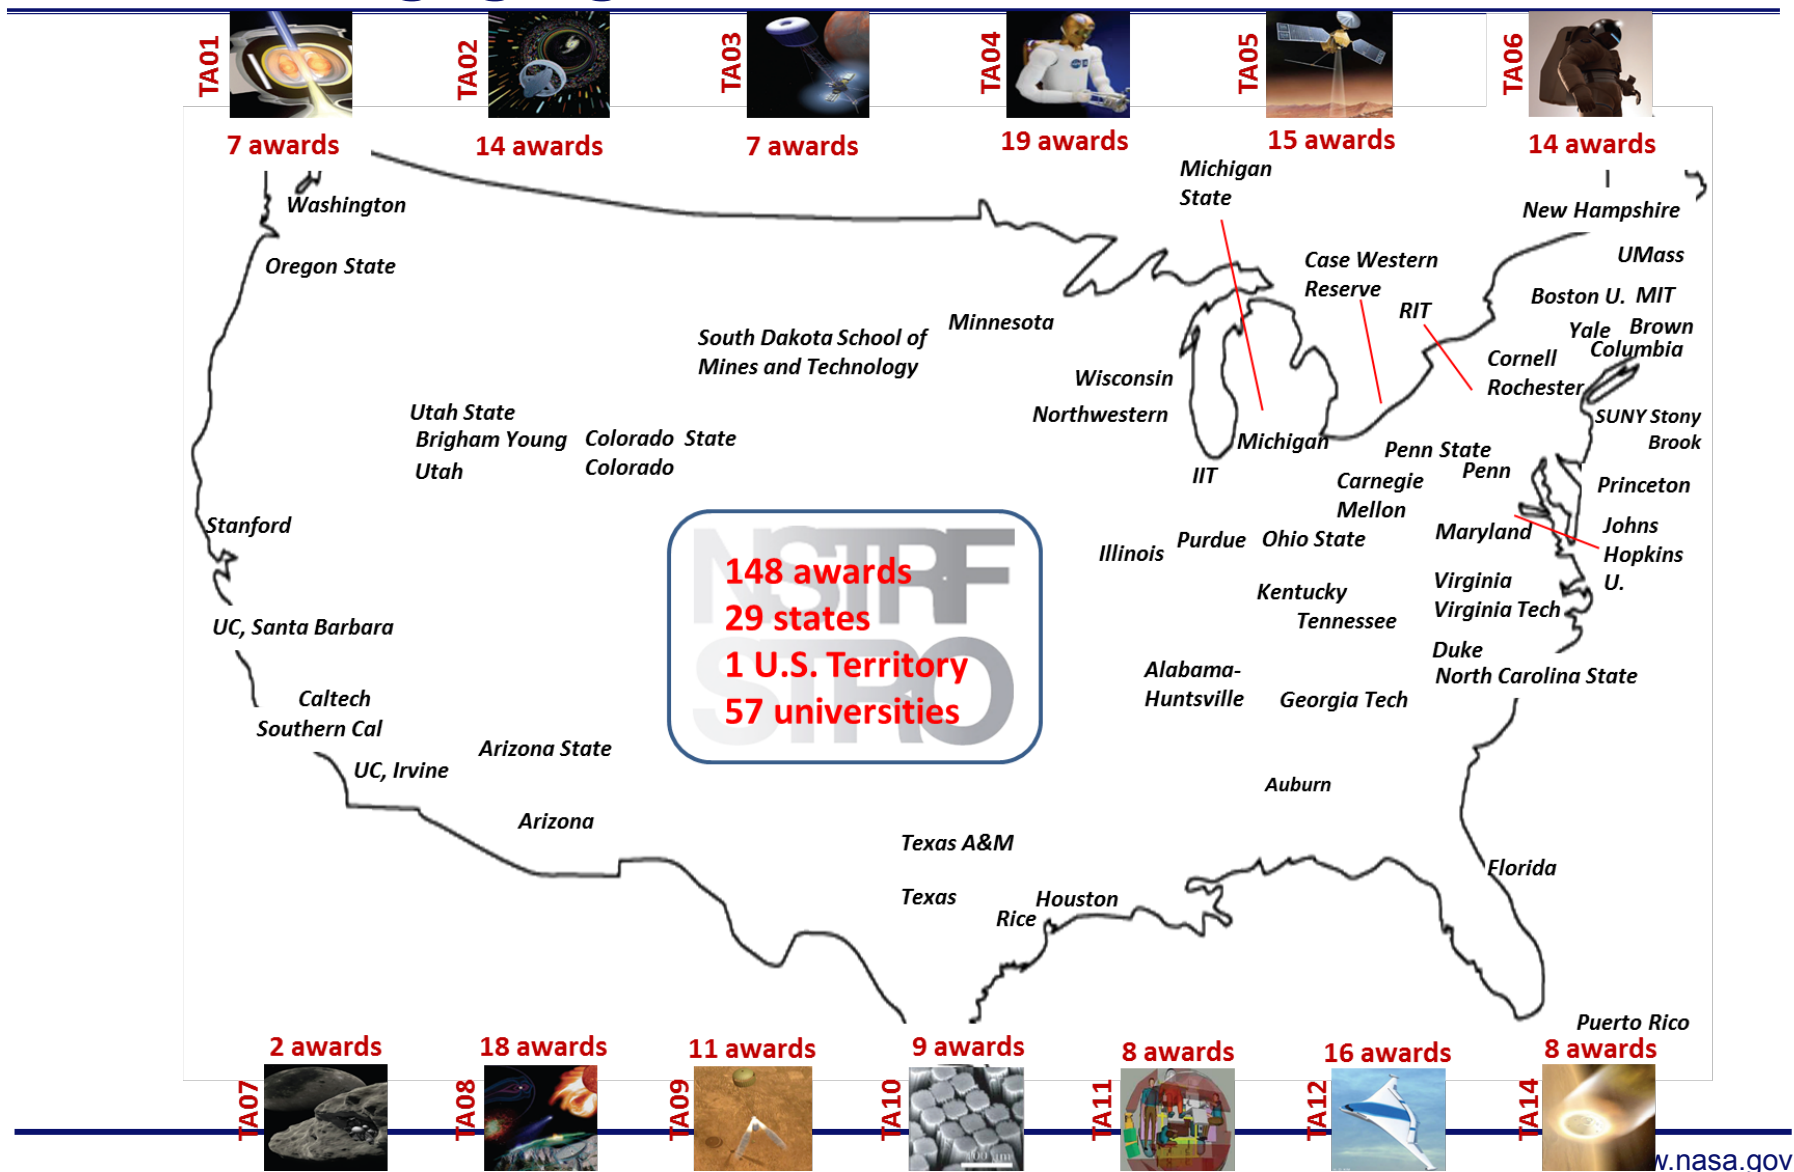 TA01
TA02
TA03
TA04
TA05
TA06
7 awards
14 awards
7 awards
19 awards
15 awards
14 awards
Michigan
State
Washington
New Hampshire
Oregon State
Case Western
Reserve
UMass
RIT
Boston U. MIT
South Dakota School of
Mines and Technology
Minnesota
Yale Brown
Columbia
Cornell
Rochester
Wisconsin
Northwestern
Utah State
Brigham Young
Utah
Colorado State
Colorado
SUNY Stony
Brook
Michigan
IIT
Penn State
Penn
Carnegie
Mellon
Princeton
Stanford
Illinois
Purdue
Ohio State
Maryland
Johns
Hopkins
U.
NSTRF
STRO
148 awards
29 states
1 U.S. Territory
57 universities
Kentucky
Tennessee
Virginia
Virginia Tech
UC, Santa Barbara
Duke
North Carolina State
Alabama-
Huntsville
Georgia Tech
Caltech
Southern Cal
UC, Irvine
Arizona State
Auburn
Arizona
Texas A&M
Florida
Texas
Houston
Rice
Puerto Rico
2 awards
18 awards
11 awards
9 awards
8 awards
16 awards
8 awards
TA07
TA08
TA09
TA10
TA11
TA12
TA14
w.nasa.gov